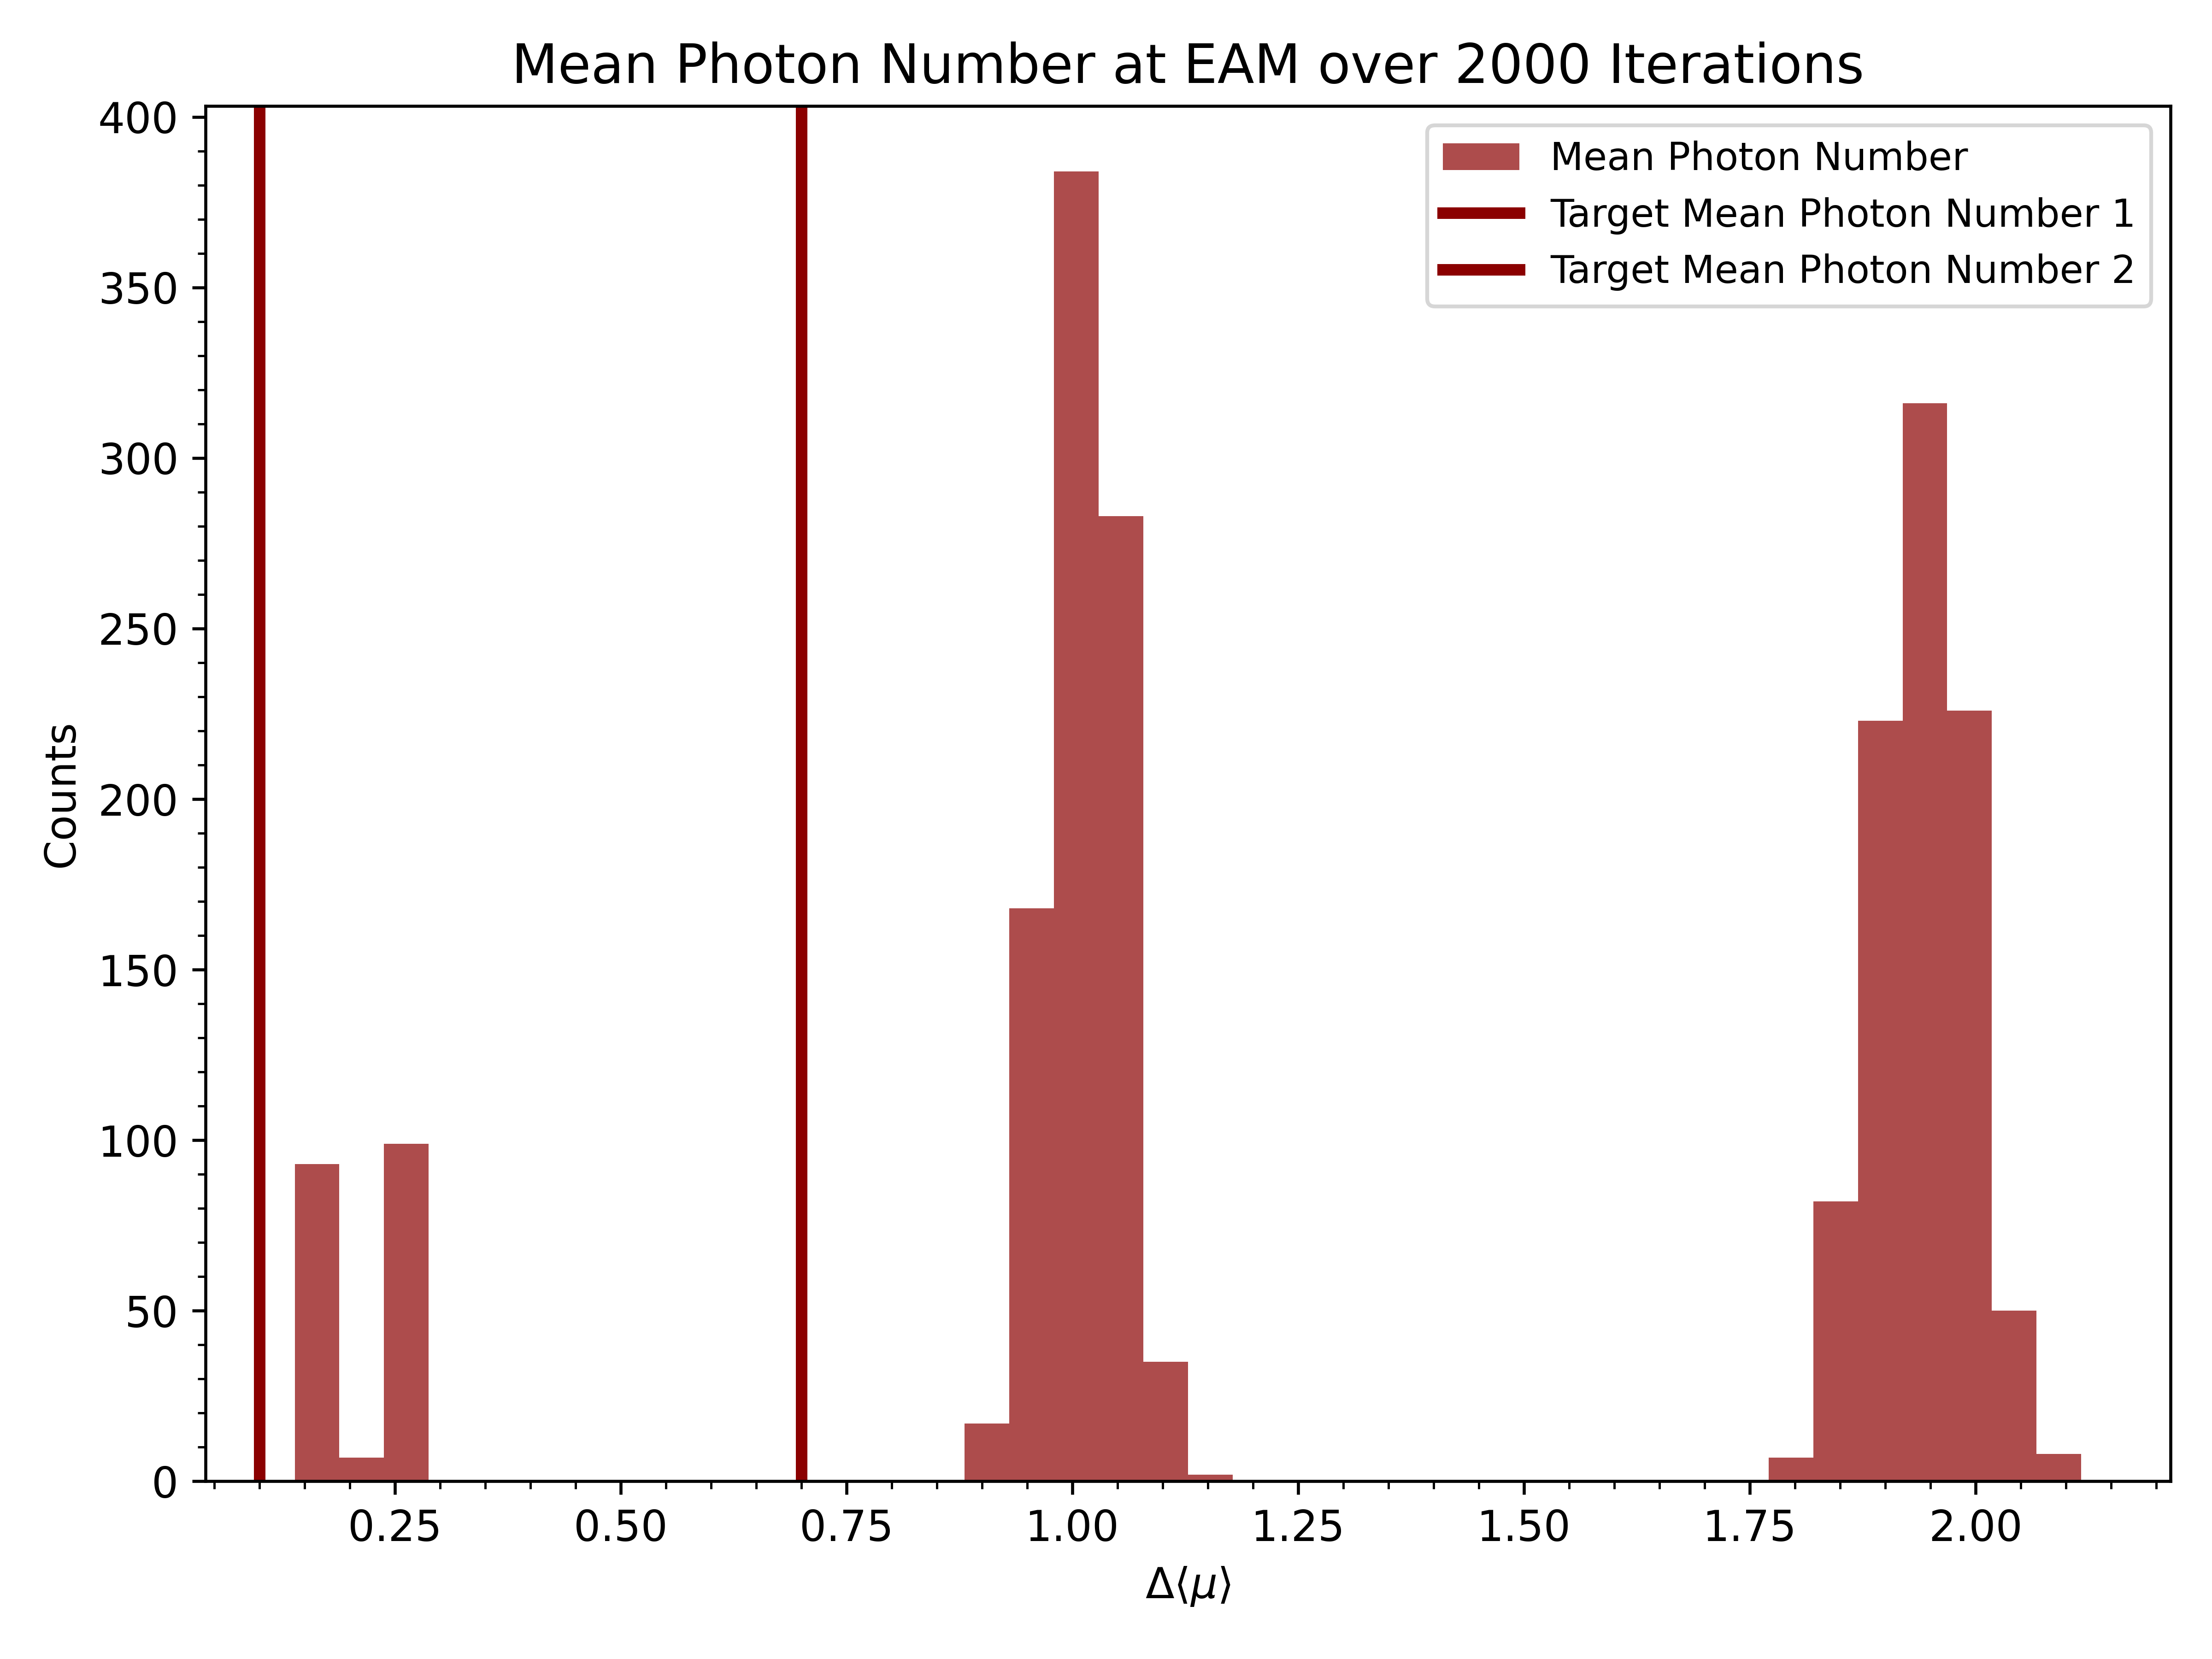 Mean Photon Number at EAM over 2000 Iterations
Mean Photon Number
Target Mean Photon Number 1
Target Mean Photon Number 2
Counts
400
350
300
250
200
150
100
50
0
0.25 0.50 0.75 1.00 1.25 1.50 1.75 2.00
Δ⟨μ⟩